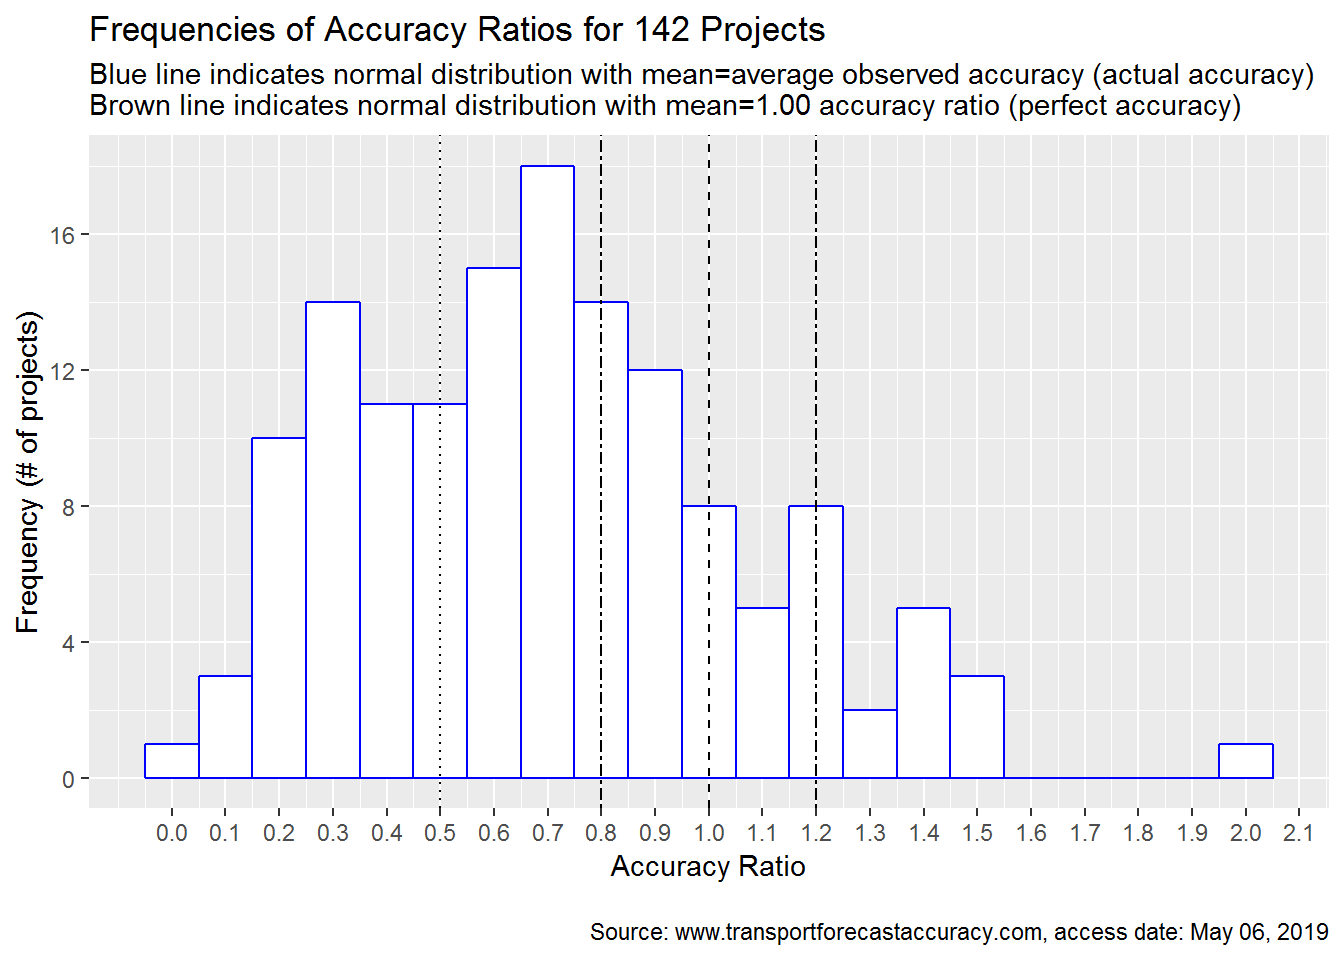 Frequencies of Accuracy Ratios for 142 Projects
Blue line indicates normal distribution with mean=average observed accuracy (actual accuracy)
Brown line indicates normal distribution with mean=1.00 accuracy ratio (perfect accuracy)
Frequency (# of projects)
16
12
8
4
0
0.0 0.1 0.2 0.3 0.4 0.5 0.6 0.7 0.8 0.9 1.0 1.1 1.2 1.3 1.4 1.5 1.6 1.7 1.8 1.9 2.0 2.1
Accuracy Ratio
Source: www.transportforecastaccuracy.com, access date: May 06, 2019